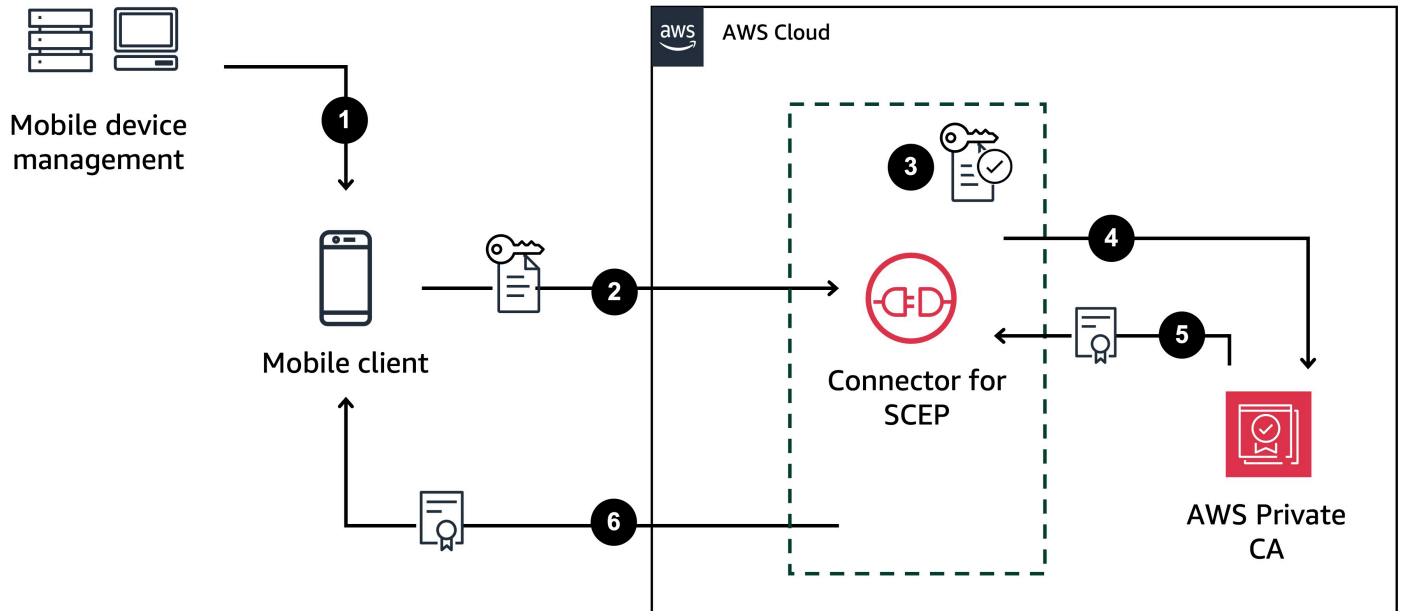 aws
AWS Cloud
Mobile device
management
1
3
4
2
Mobile client
5
Connector for
SCEP
6
AWS Private
CA